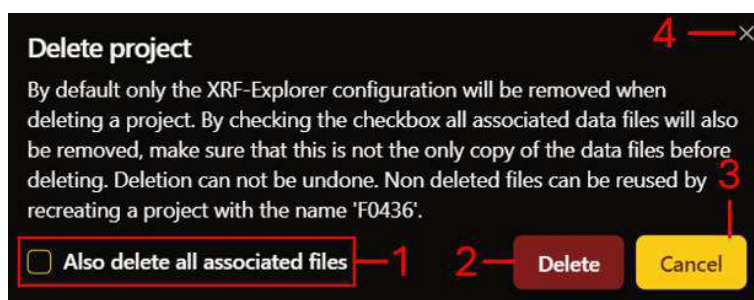 4
Delete project
By default only the XRF-Explorer configuration will be removed when
deleting a project. By checking the checkbox all associated data files will also
be removed, make sure that this is not the only copy of the data files before
deleting. Deletion can not be undone. Non deleted files can be reused by
recreating a project with the name 'F0436'.
3
Also delete all associated files 1 2 Delete Cancel